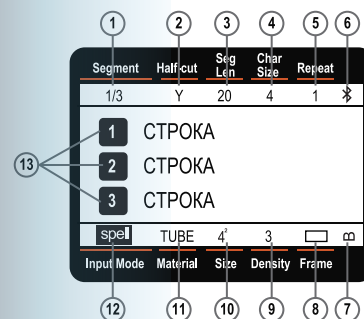 1 2 3 4 5 6
Segment Half-cut Seg Len Char Size Repeat
1/3 Y 20 4 1
1 СТРОКА
13 2 СТРОКА
3 СТРОКА
spell TUBE 4² 3
Input Mode Material Size Density Frame
12 11 10 9 8 7